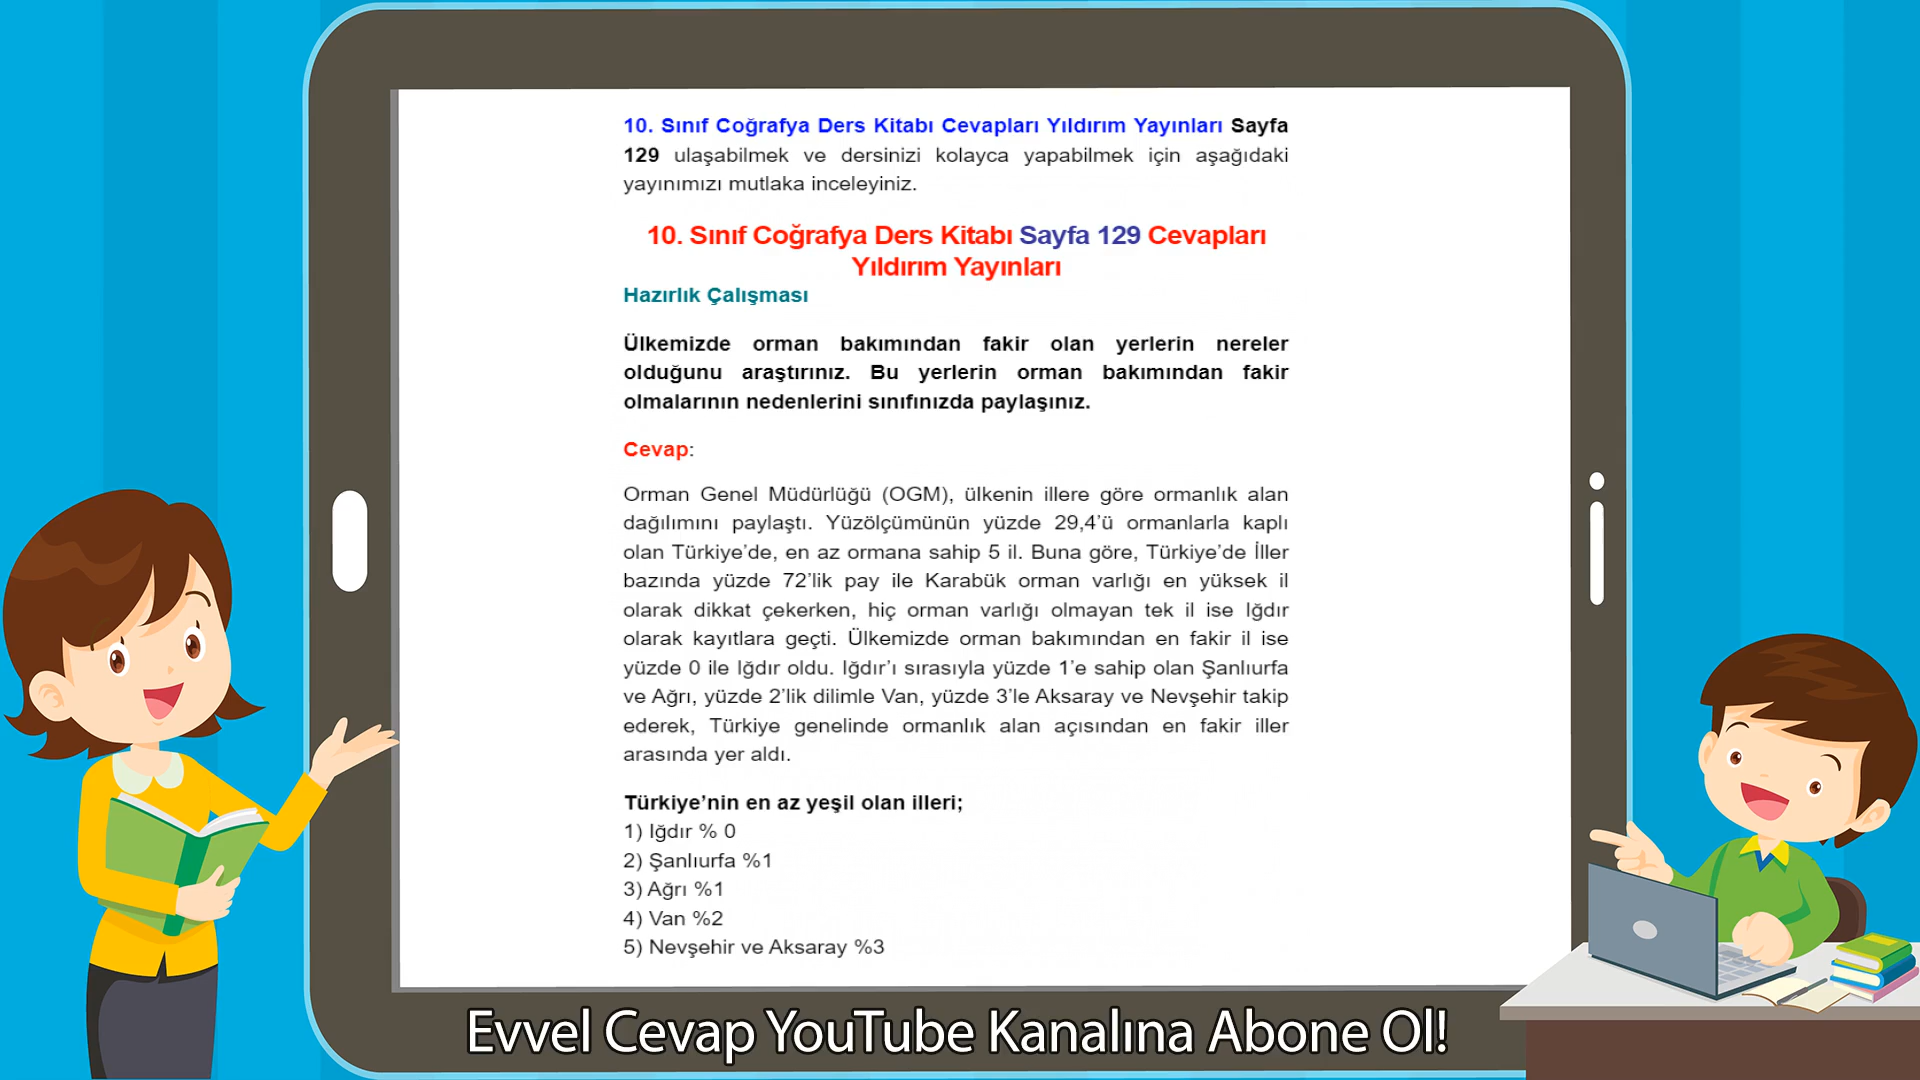 10. Sınıf Coğrafya Ders Kitabı Cevapları Yıldırım Yayınları Sayfa
129 ulaşabilmek ve dersinizi kolayca yapabilmek için aşağıdaki
yayınımızı mutlaka inceleyiniz.
10. Sınıf Coğrafya Ders Kitabı Sayfa 129 Cevapları
Yıldırım Yayınları
Hazırlık Çalışması
Ülkemizde orman bakımından fakir olan yerlerin nereler
olduğunu araştırınız. Bu yerlerin orman bakımından fakir
olmalarının nedenlerini sınıfınızda paylaşınız.
Cevap:
Orman Genel Müdürlüğü (OGM), ülkenin illere göre ormanlık alan
dağılımını paylaştı. Yüzölçümünün yüzde 29,4’ü ormanlarla kaplı
olan Türkiye’de, en az ormana sahip 5 il. Buna göre, Türkiye’de İller
bazında yüzde 72’lik pay ile Karabük orman varlığı en yüksek il
olarak dikkat çekerken, hiç orman varlığı olmayan tek il ise Iğdır
olarak kayıtlara geçti. Ülkemizde orman bakımından en fakir il ise
yüzde 0 ile Iğdır oldu. Iğdır’ı sırasıyla yüzde 1’e sahip olan Şanlıurfa
ve Ağrı, yüzde 2’lik dilimle Van, yüzde 3’le Aksaray ve Nevşehir takip
ederek, Türkiye genelinde ormanlık alan açısından en fakir iller
arasında yer aldı.
Türkiye’nin en az yeşil olan illeri;
1) Iğdır % 0
2) Şanlıurfa %1
3) Ağrı %1
4) Van %2
5) Nevşehir ve Aksaray %3
Evvel Cevap YouTube Kanalına Abone Ol!